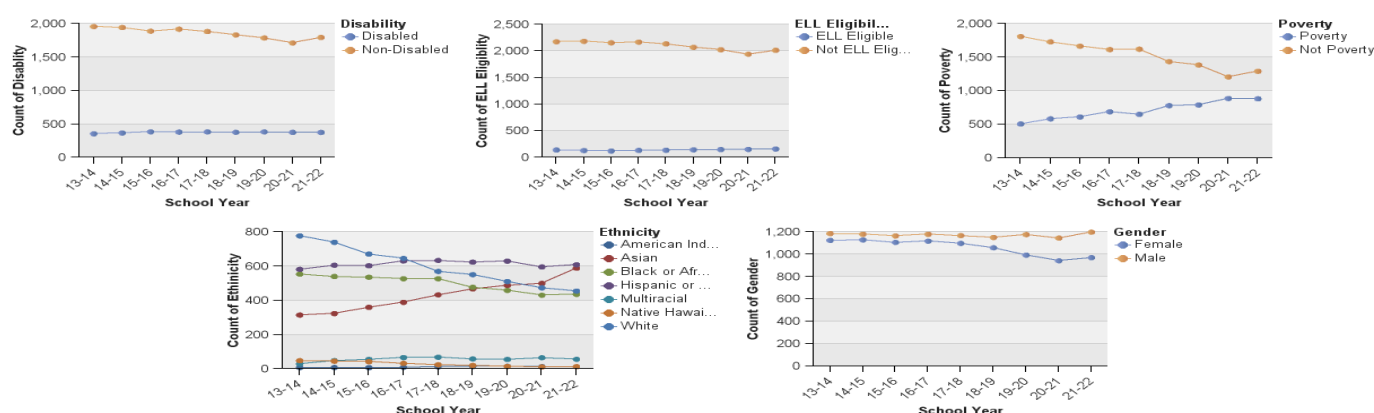 Disability
Disabled
Non-Disabled
Count of Disablity
2,000
1,500
1,000
500
0
13-14
14-15
15-16
16-17
17-18
18-19
19-20
20-21
21-22
School Year
ELL Eligibil...
ELL Eligible
Not ELL Elig...
Count of ELL Eligibility
2,500
2,000
1,500
1,000
500
0
13-14
14-15
15-16
16-17
17-18
18-19
19-20
20-21
21-22
School Year
Poverty
Poverty
Not Poverty
Count of Poverty
2,000
1,500
1,000
500
0
13-14
14-15
15-16
16-17
17-18
18-19
19-20
20-21
21-22
School Year
Ethnicity
American Ind...
Asian
Black or Afr...
Hispanic or ...
Multiracial
Native Hawai...
White
Count of Ethinicity
800
600
400
200
0
13-14
14-15
15-16
16-17
17-18
18-19
19-20
20-21
21-22
School Year
Gender
Female
Male
Count of Gender
1,200
1,000
800
600
400
200
0
13-14
14-15
15-16
16-17
17-18
18-19
19-20
20-21
21-22
School Year